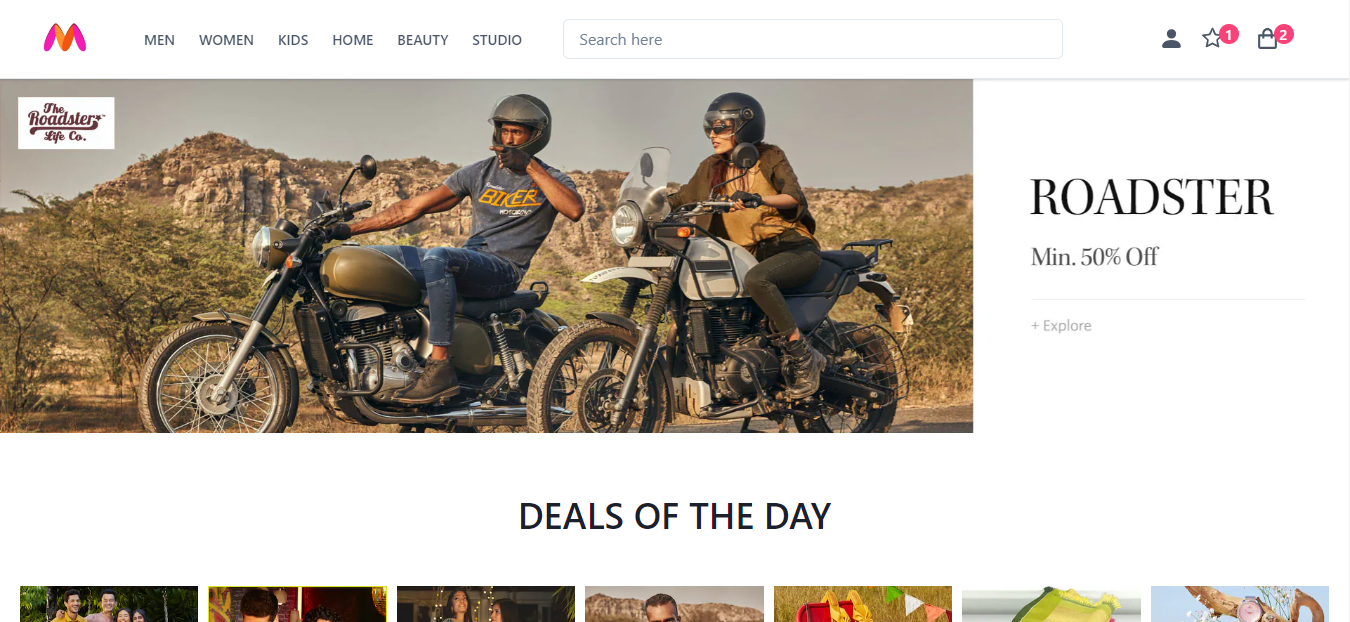 MEN WOMEN KIDS HOME BEAUTY STUDIO Search here 1 2
The
Roadster
Life Co.
BIKER
ROADSTER
Min. 50% Off
+ Explore
DEALS OF THE DAY